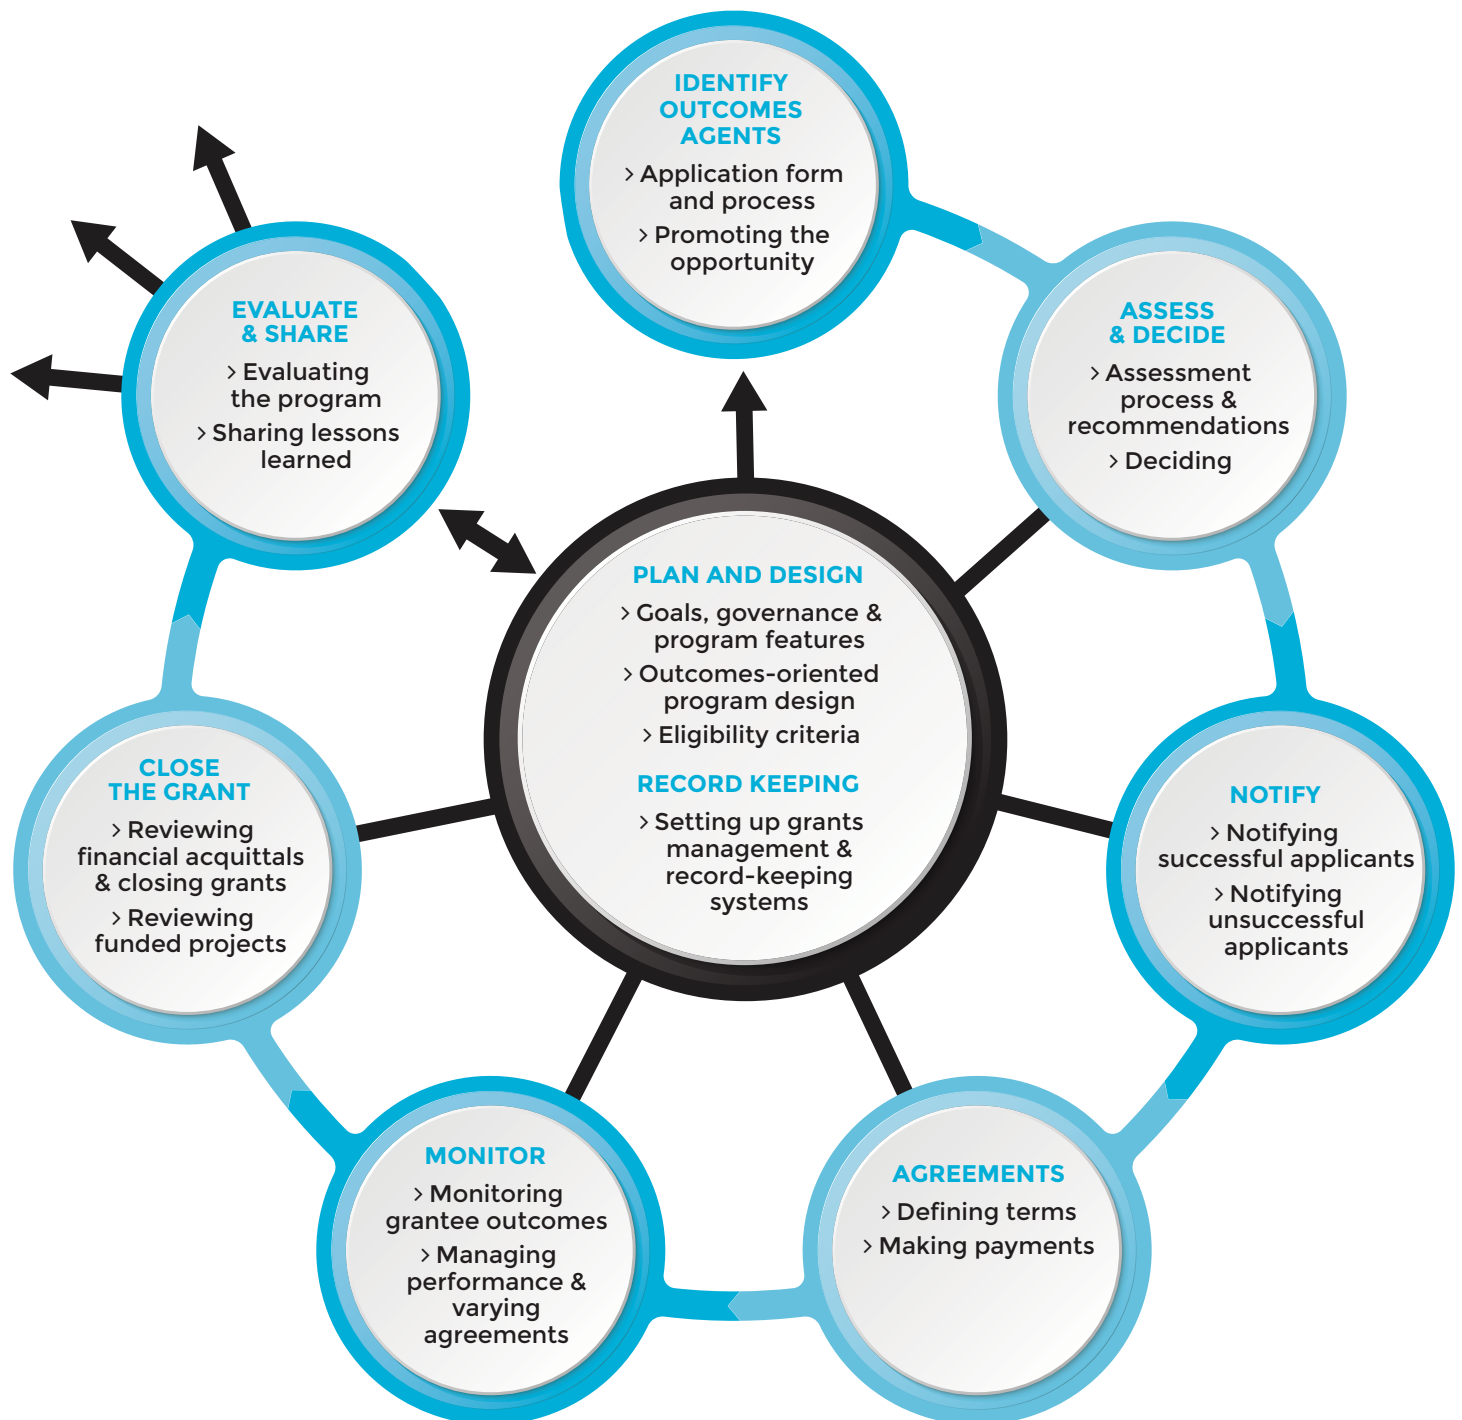 IDENTIFY
OUTCOMES
AGENTS
> Application form
and process
> Promoting the
opportunity
ASSESS
& DECIDE
> Assessment
process &
recommendations
> Deciding
NOTIFY
> Notifying
successful applicants
> Notifying
unsuccessful
applicants
AGREEMENTS
> Defining terms
> Making payments
MONITOR
> Monitoring
grantee outcomes
> Managing
performance &
varying
agreements
CLOSE
THE GRANT
> Reviewing
financial acquittals
& closing grants
> Reviewing
funded projects
EVALUATE
& SHARE
> Evaluating
the program
> Sharing lessons
learned
PLAN AND DESIGN
> Goals, governance &
program features
> Outcomes-oriented
program design
> Eligibility criteria
RECORD KEEPING
> Setting up grants
management &
record-keeping
systems